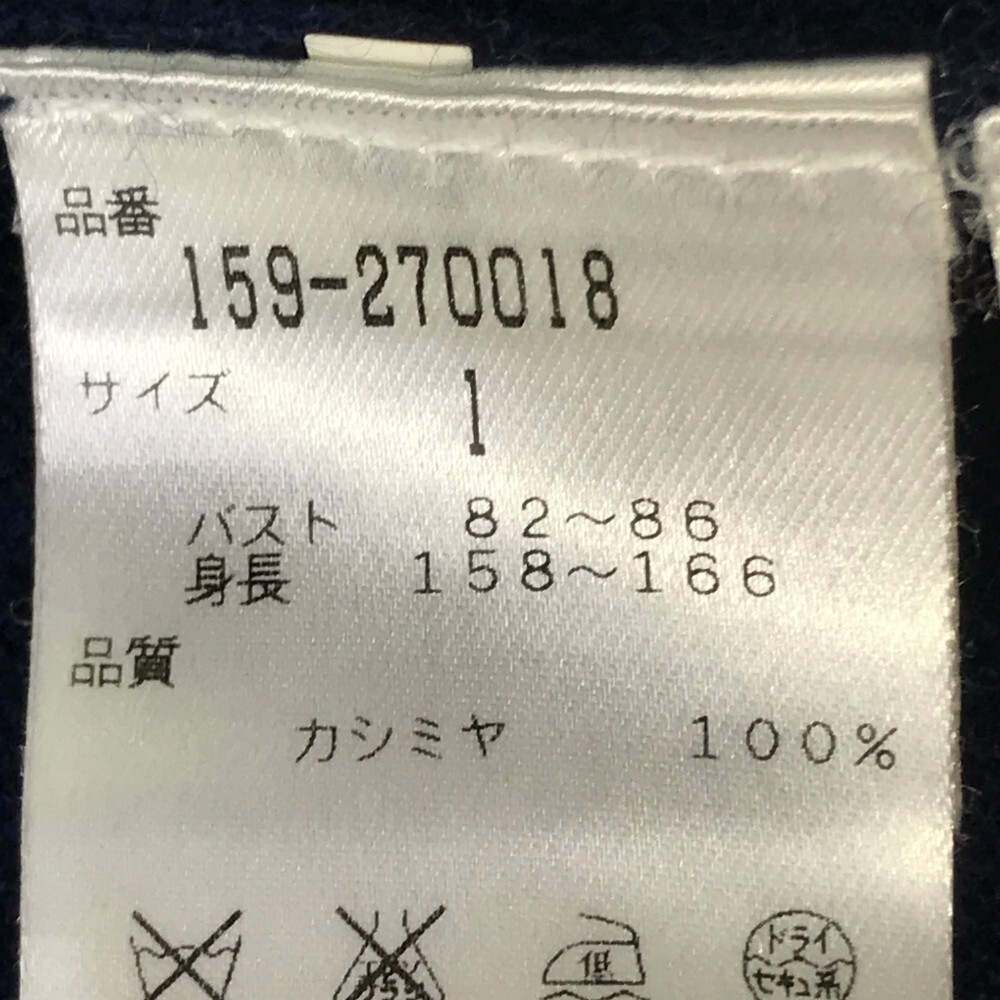 品番
159-270018
サイズ 1
バスト 82～86
身長 158～166
品質
カシミヤ 100%
低
ドライ
セキュ系